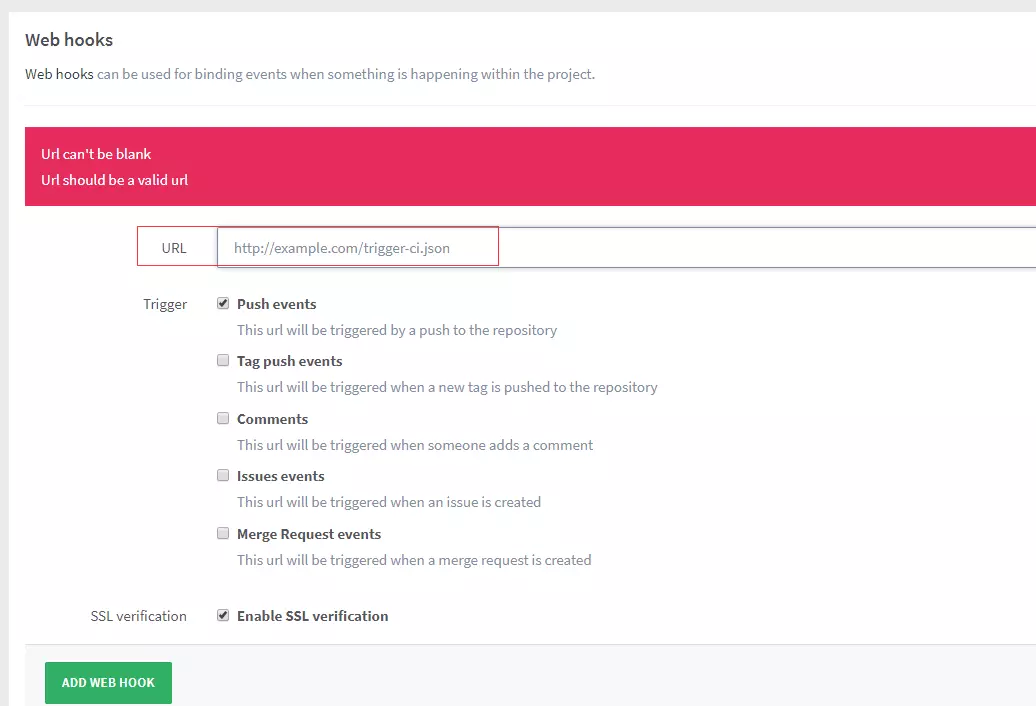 Web hooks
Web hooks can be used for binding events when something is happening within the project.
Url can't be blank
Url should be a valid url
URL http://example.com/trigger-ci.json
Trigger Push events
This url will be triggered by a push to the repository
Tag push events
This url will be triggered when a new tag is pushed to the repository
Comments
This url will be triggered when someone adds a comment
Issues events
This url will be triggered when an issue is created
Merge Request events
This url will be triggered when a merge request is created
SSL verification Enable SSL verification
ADD WEB HOOK